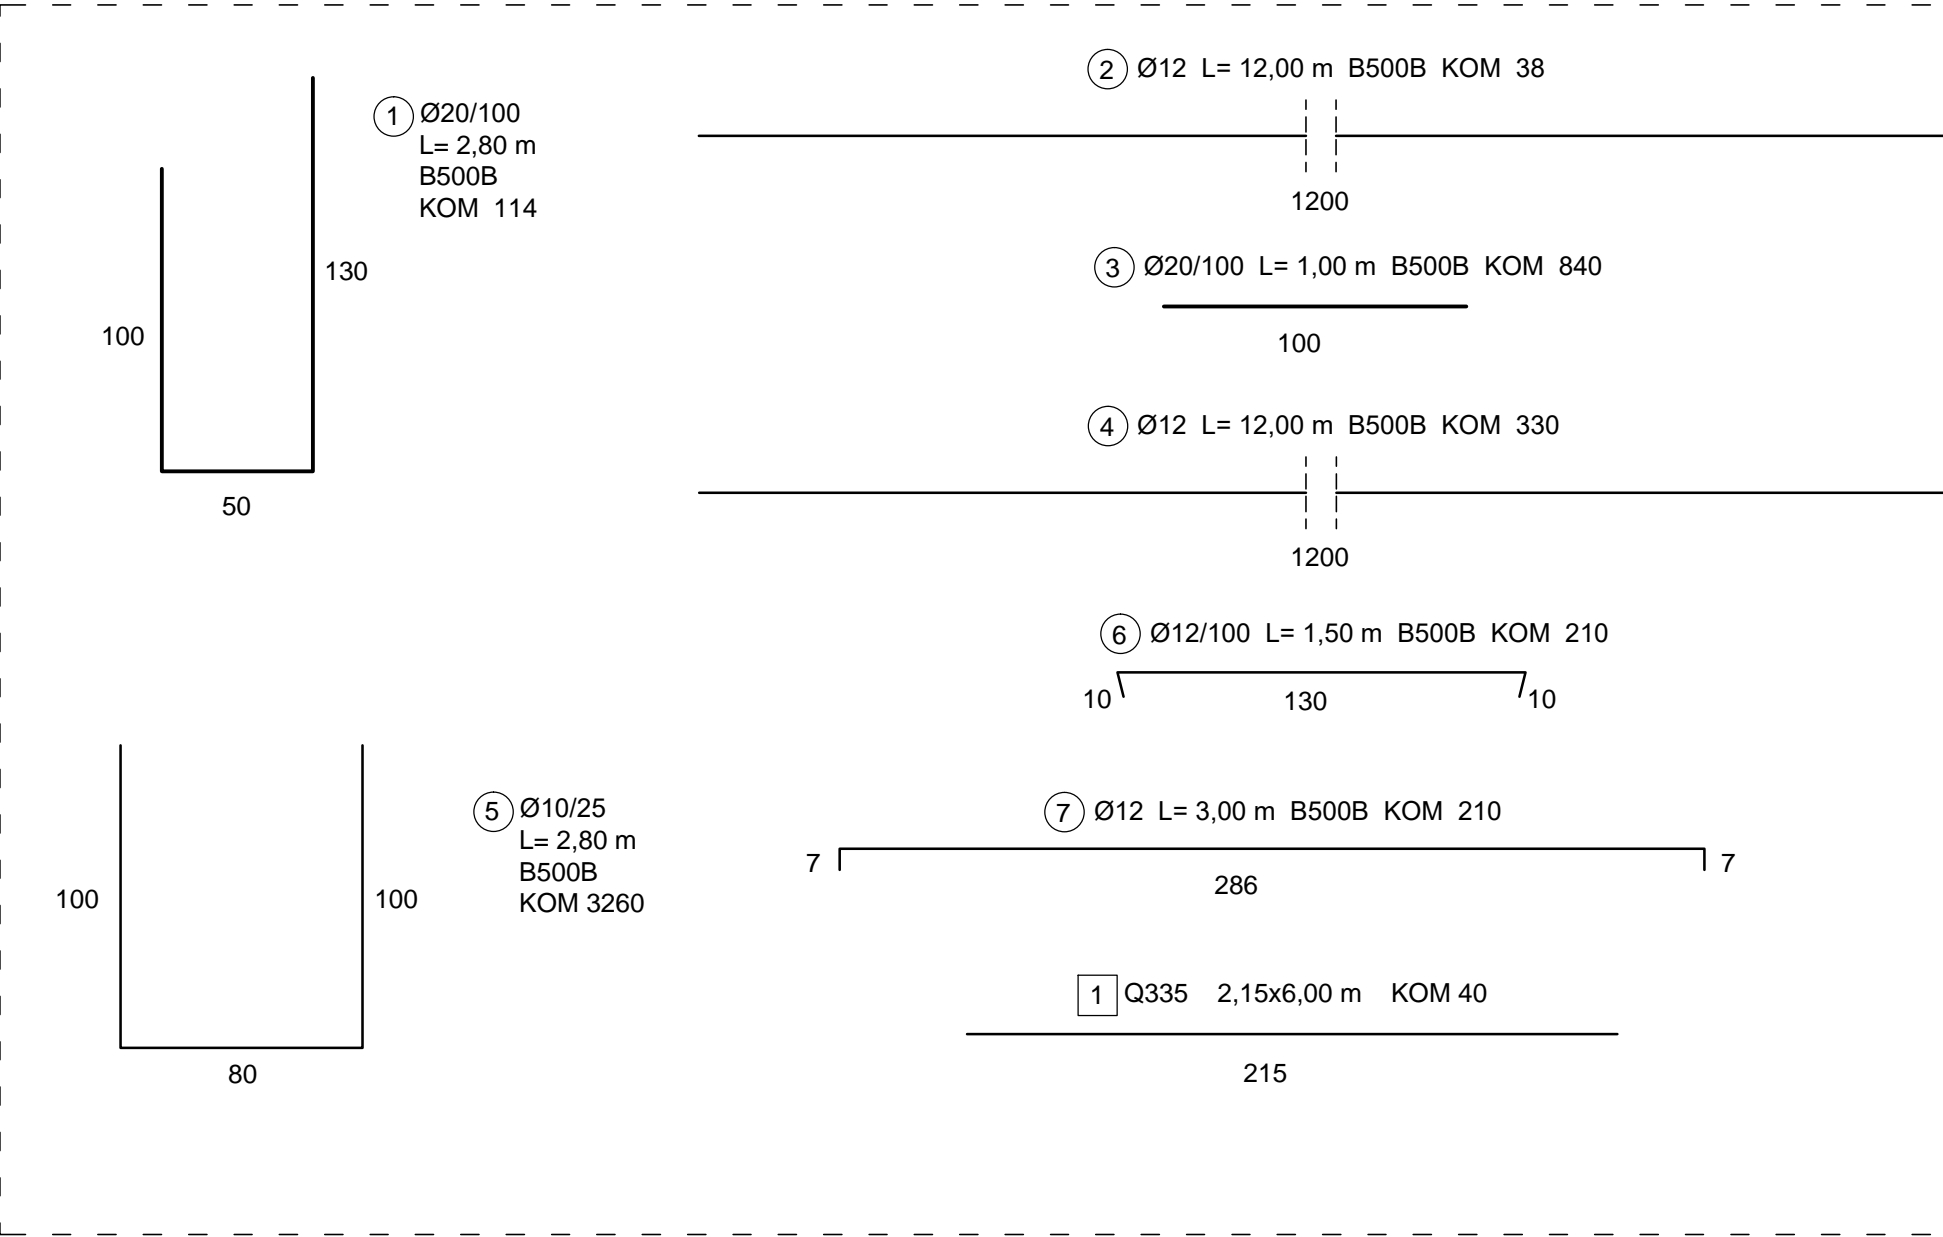 1 Ø20/100
L= 2,80 m
B500B
KOM 114
130
100
50
2 Ø12 L= 12,00 m B500B KOM 38
1200
3 Ø20/100 L= 1,00 m B500B KOM 840
100
4 Ø12 L= 12,00 m B500B KOM 330
1200
6 Ø12/100 L= 1,50 m B500B KOM 210
10 130 10
5 Ø10/25
L= 2,80 m
B500B
KOM 3260
100 100
80
7 Ø12 L= 3,00 m B500B KOM 210
7 7
286
1 Q335 2,15x6,00 m KOM 40
215